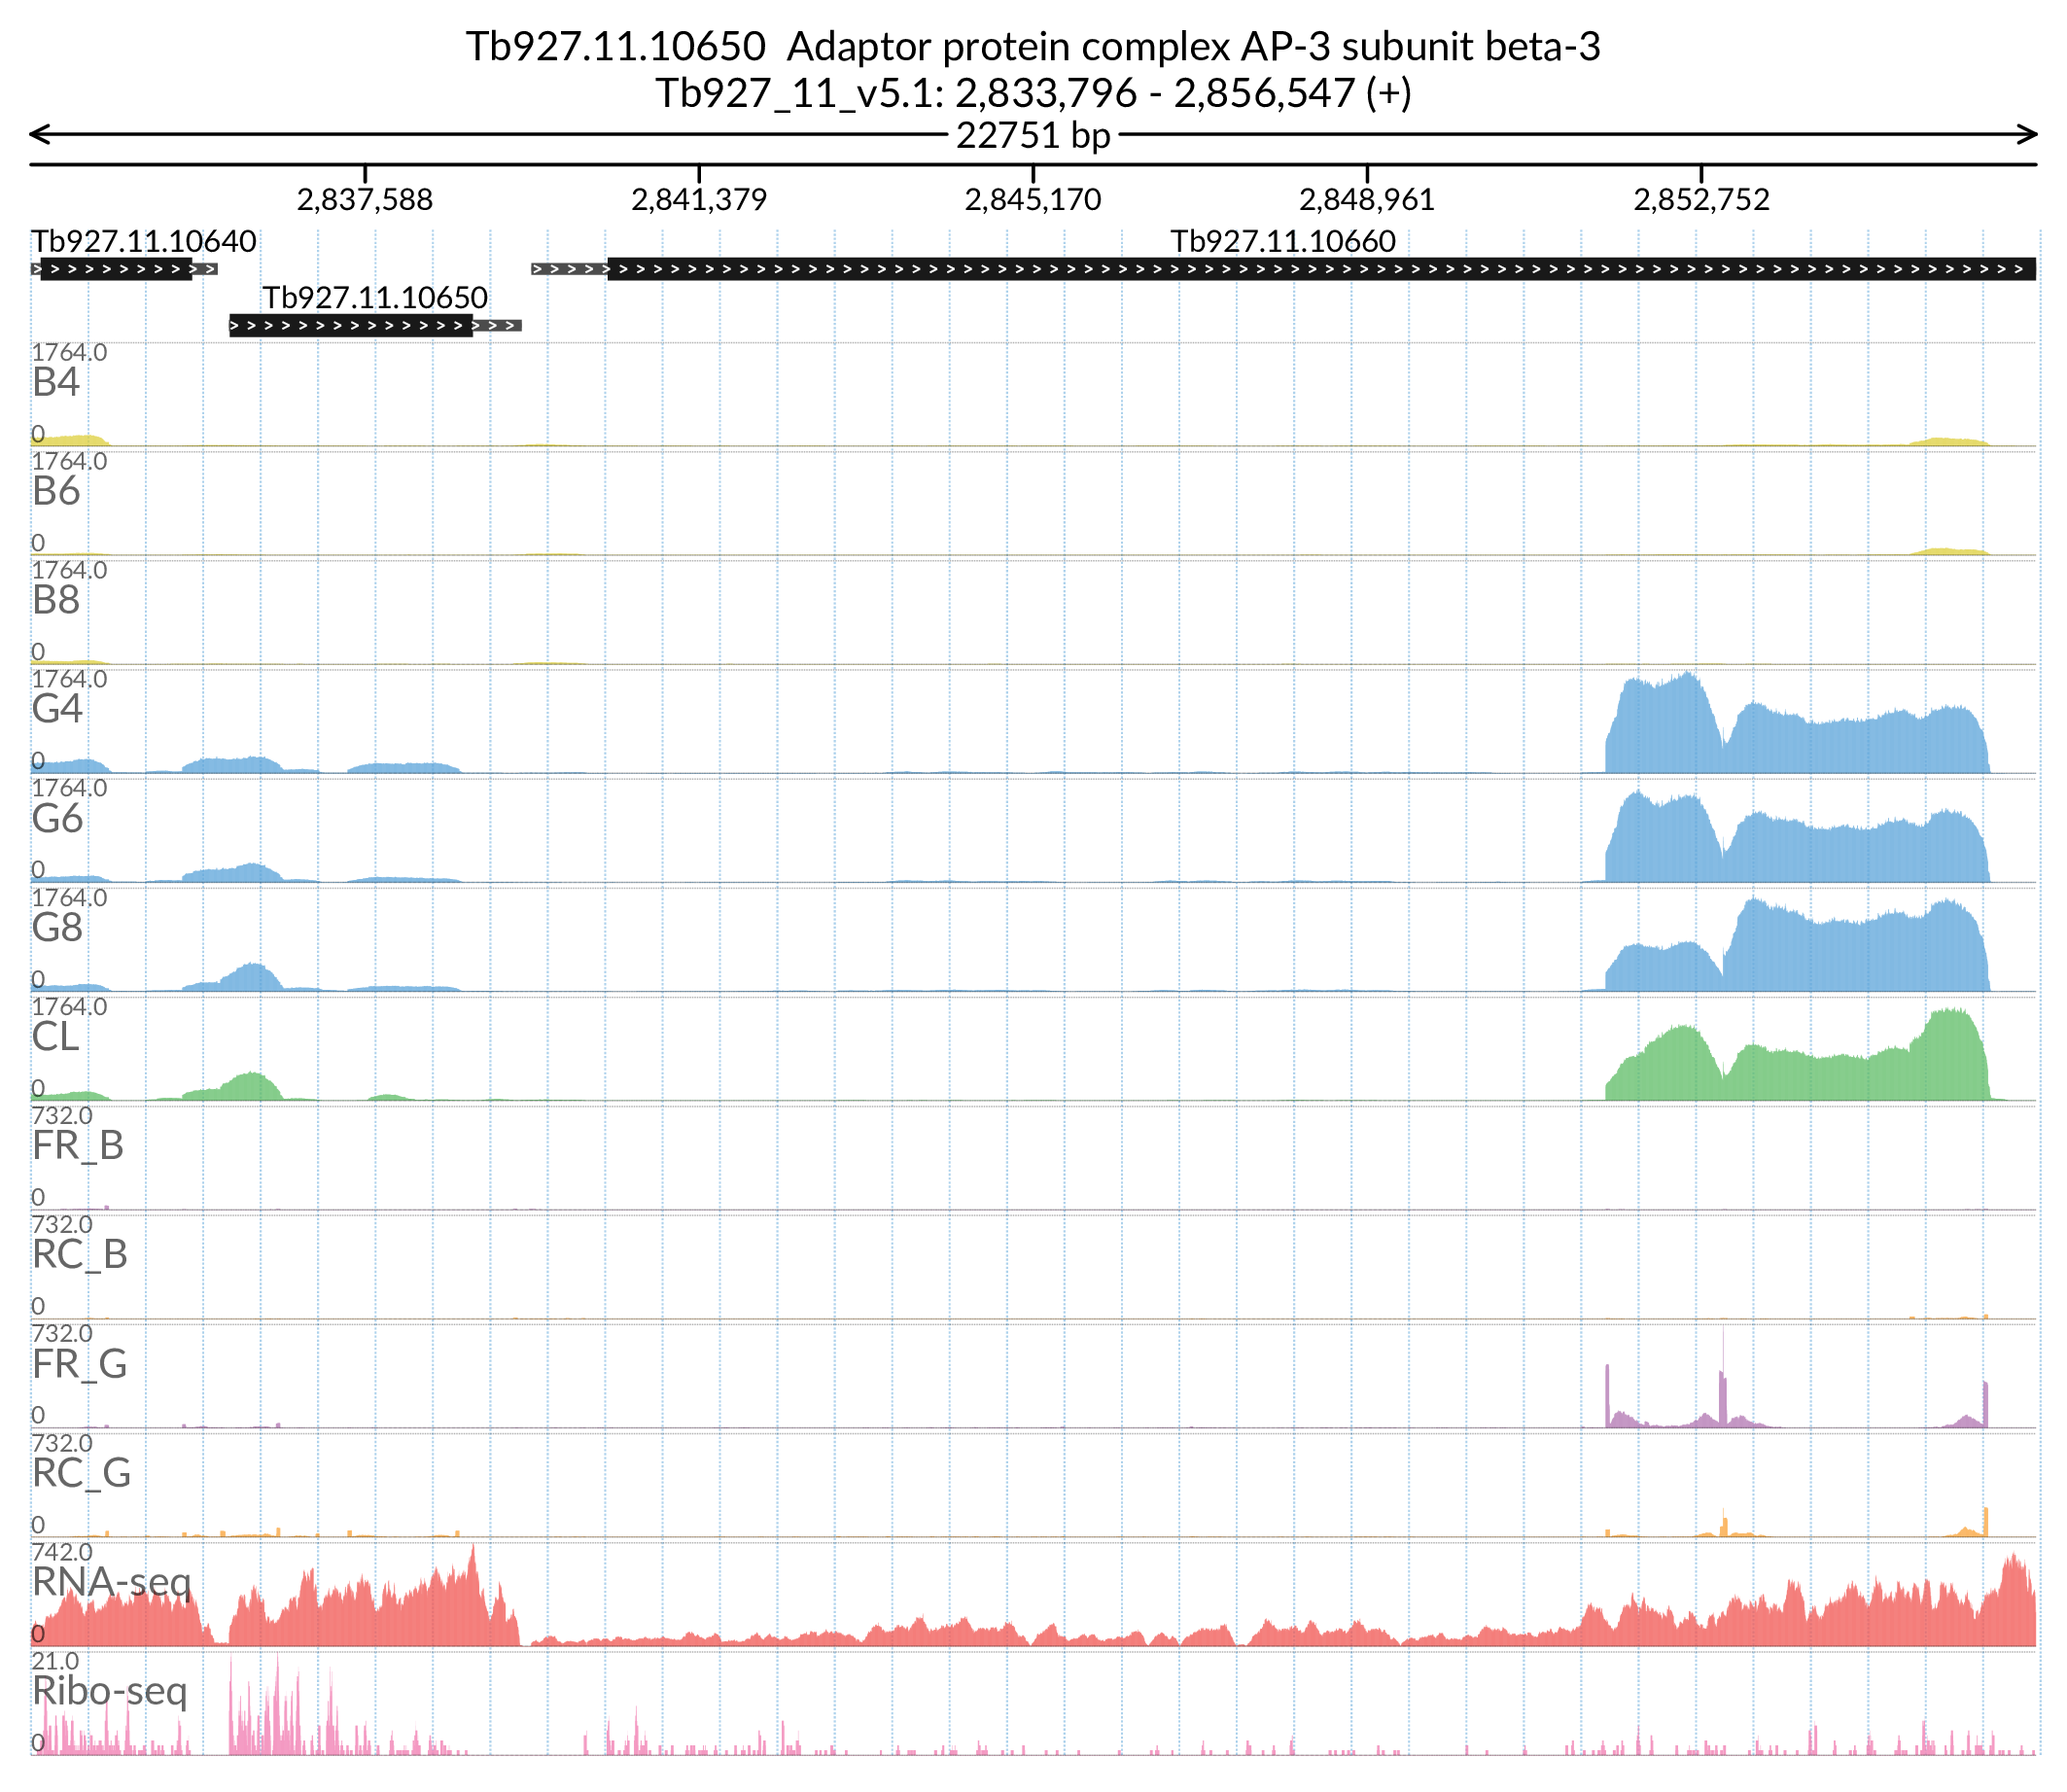 Tb927.11.10650 Adaptor protein complex AP-3 subunit beta-3
Tb927_11_v5.1: 2,833,796 - 2,856,547 (+)
22751 bp
2,837,588 2,841,379 2,845,170 2,848,961 2,852,752
Tb927.11.10640 Tb927.11.10660
Tb927.11.10650
1764.0
B4
0
1764.0
B6
0
1764.0
B8
0
1764.0
G4
0
1764.0
G6
0
1764.0
G8
0
1764.0
CL
0
732.0
FR_B
0
732.0
RC_B
0
732.0
FR_G
0
732.0
RC_G
0
742.0
RNA-seq
0
21.0
Ribo-seq
0